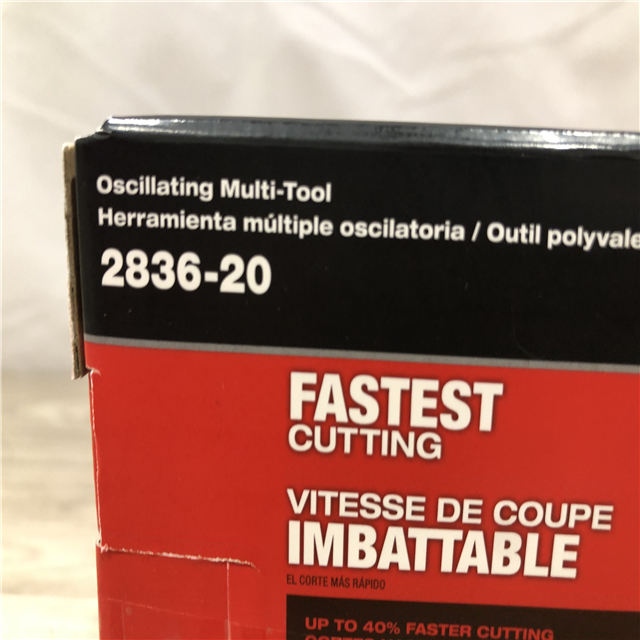 Oscillating Multi-Tool
Herramienta múltiple oscilatoria / Outil polyvale
2836-20
FASTEST
CUTTING
VITESSE DE COUPE
IMBATTABLE
EL CORTE MÁS RÁPIDO
UP TO 40% FASTER CUTTING